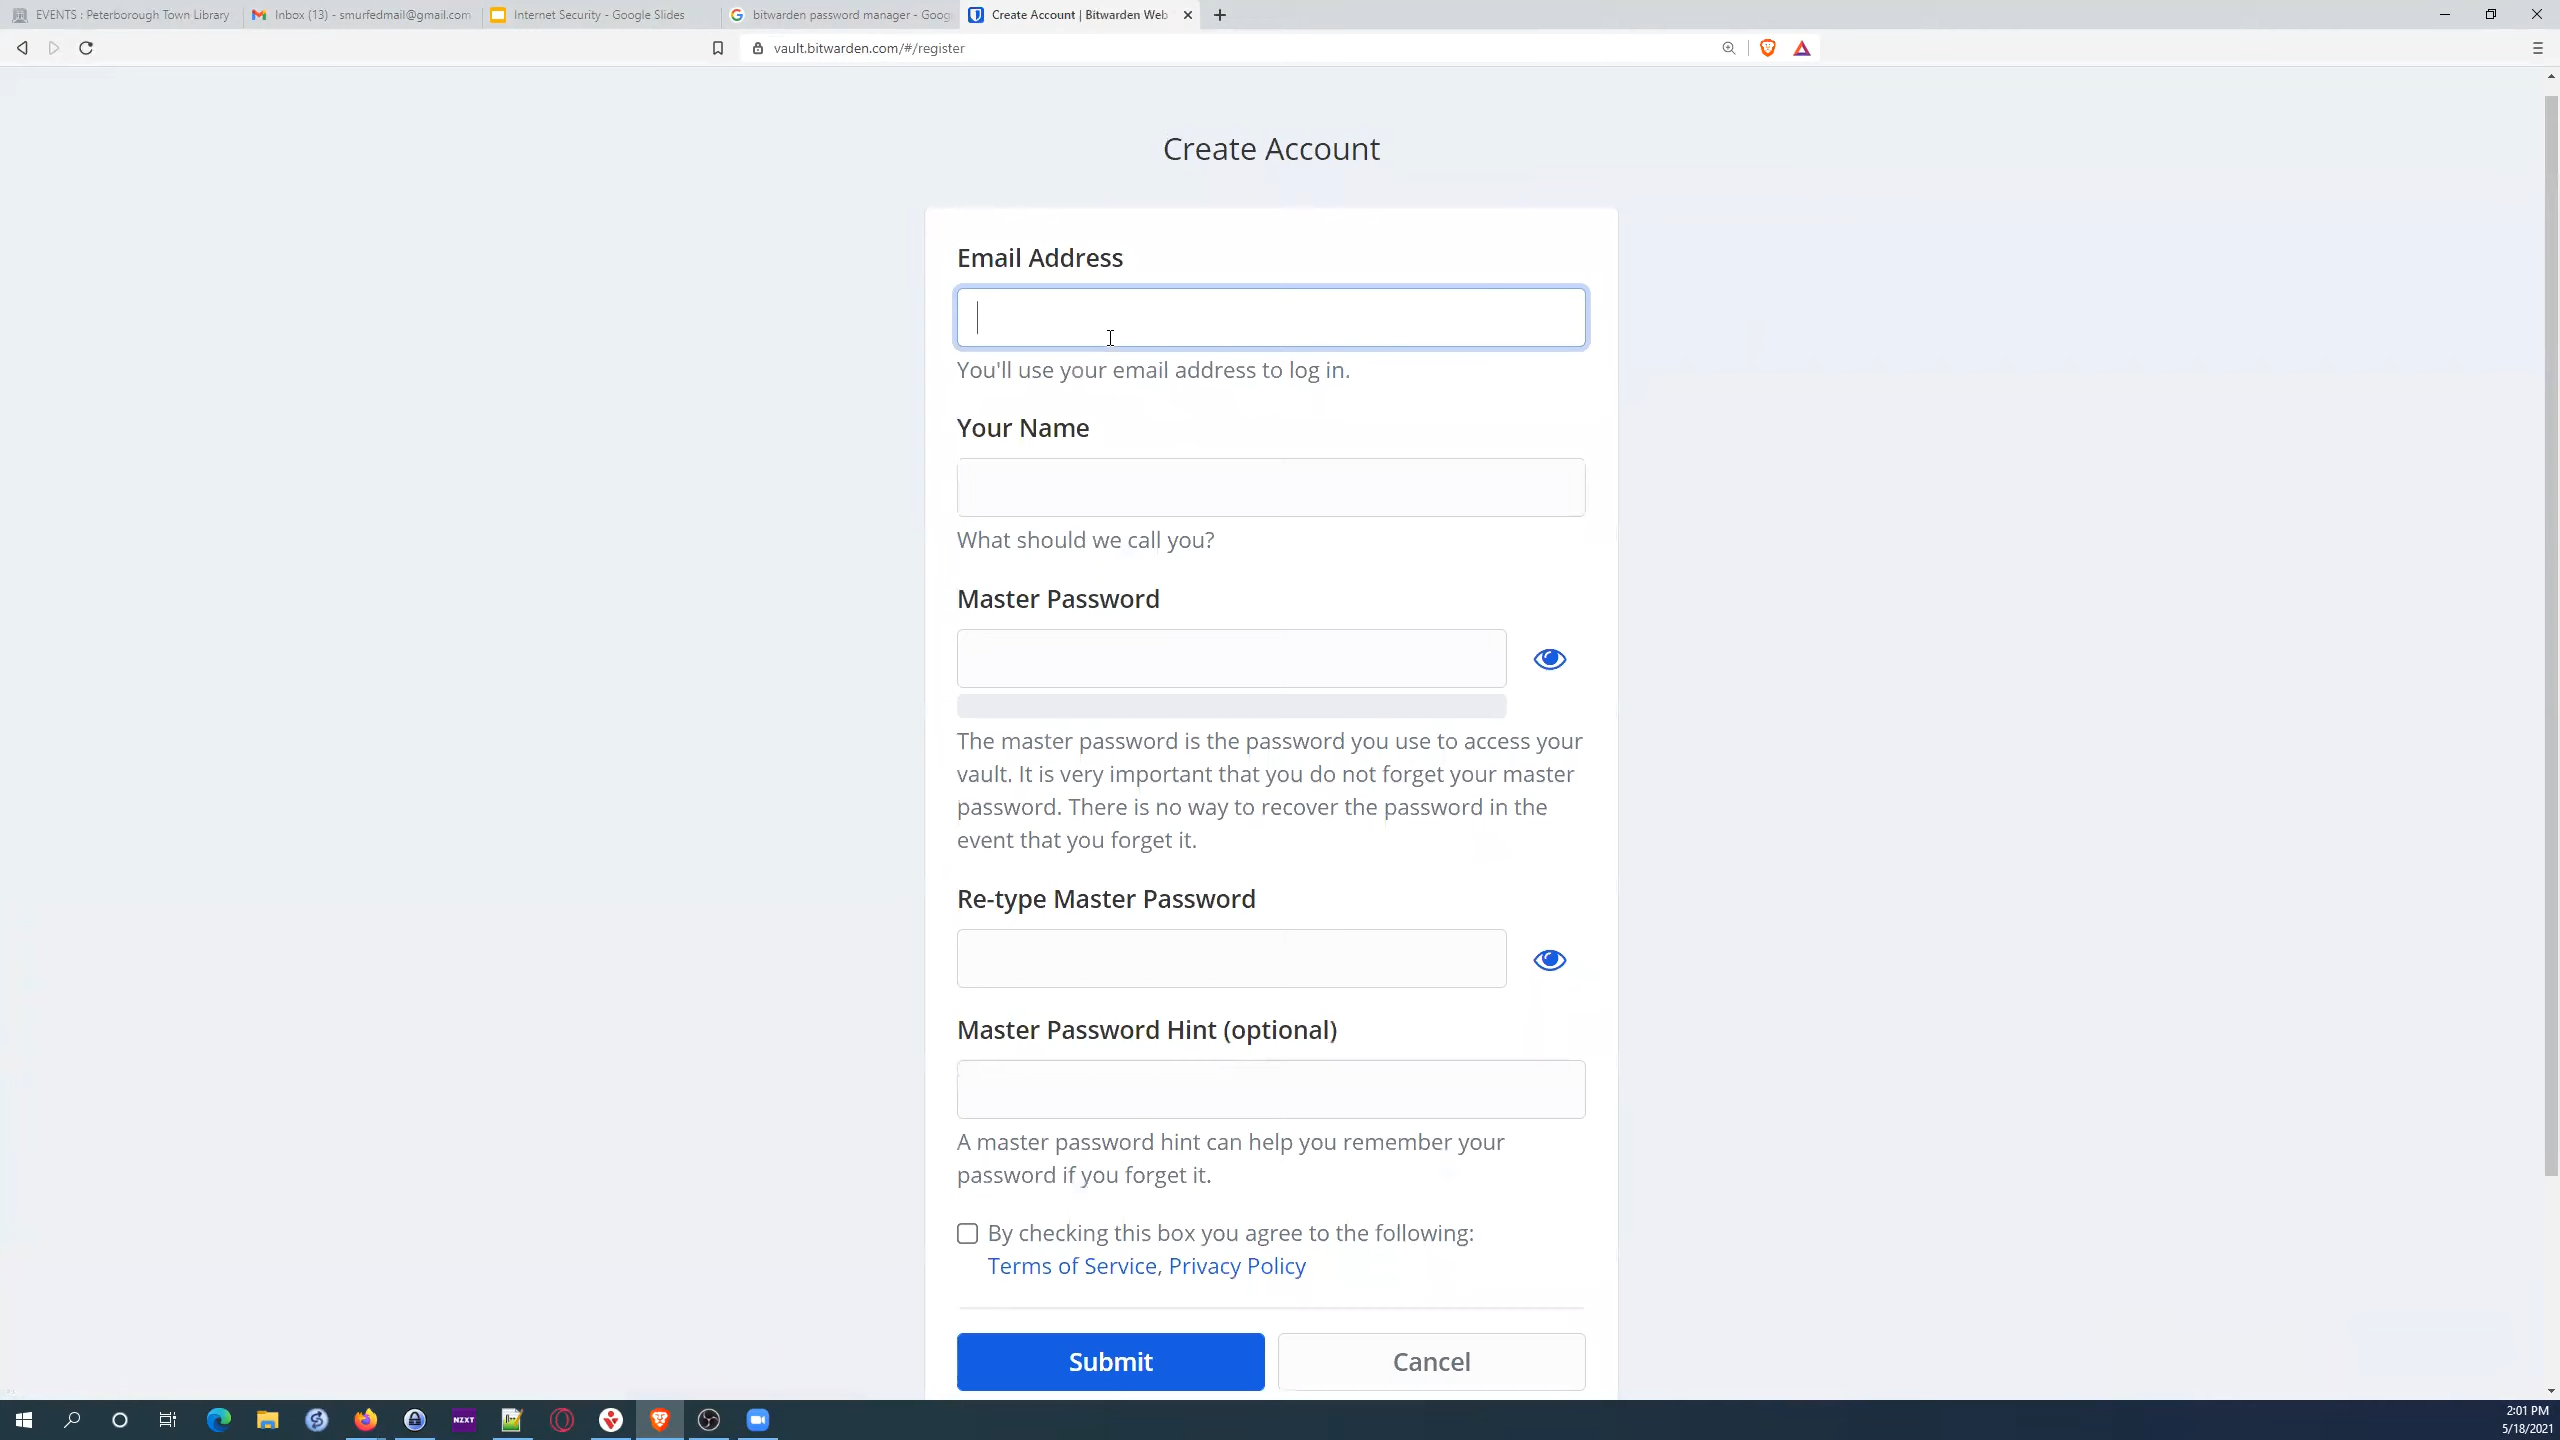 EVENTS : Peterborough Town Library
Inbox (13) - smurfedmail@gmail.com
Internet Security - Google Slides
bitwarden password manager - Goog
Create Account | Bitwarden Web
vault.bitwarden.com/#/register
Create Account
Email Address
You'll use your email address to log in.
Your Name
What should we call you?
Master Password
The master password is the password you use to access your
vault. It is very important that you do not forget your master
password. There is no way to recover the password in the
event that you forget it.
Re-type Master Password
Master Password Hint (optional)
A master password hint can help you remember your
password if you forget it.
By checking this box you agree to the following:
Terms of Service, Privacy Policy
Submit
Cancel
NZXT
2:01 PM
5/18/2021